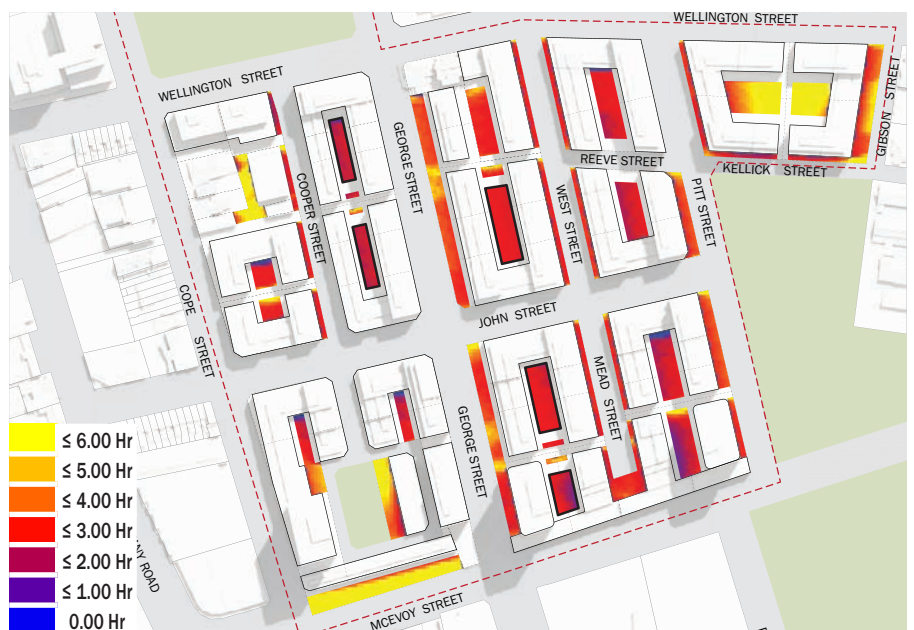 WELLINGTON STREET
WELLINGTON STREET
GIBSON STREET
GEORGE STREET
REEVE STREET
KELLICK STREET
COOPER STREET
WEST STREET
PITT STREET
COPE STREET
JOHN STREET
MEAD STREET
GEORGE STREET
≤ 6.00 Hr
≤ 5.00 Hr
≤ 4.00 Hr
≤ 3.00 Hr
≤ 2.00 Hr
≤ 1.00 Hr
0.00 Hr
NY ROAD
MCEVOY STREET